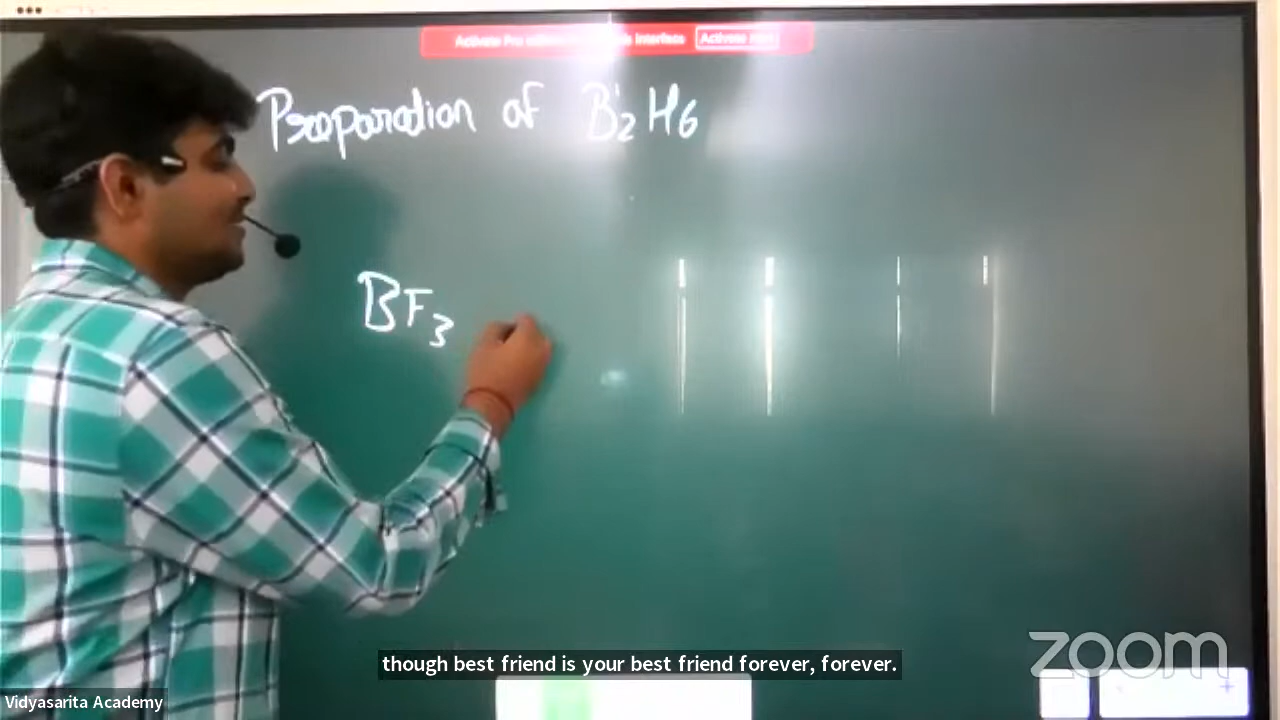 Preparation of B2H6
BF3
though best friend is your best friend forever, forever.
zoom
Vidyasarita Academy